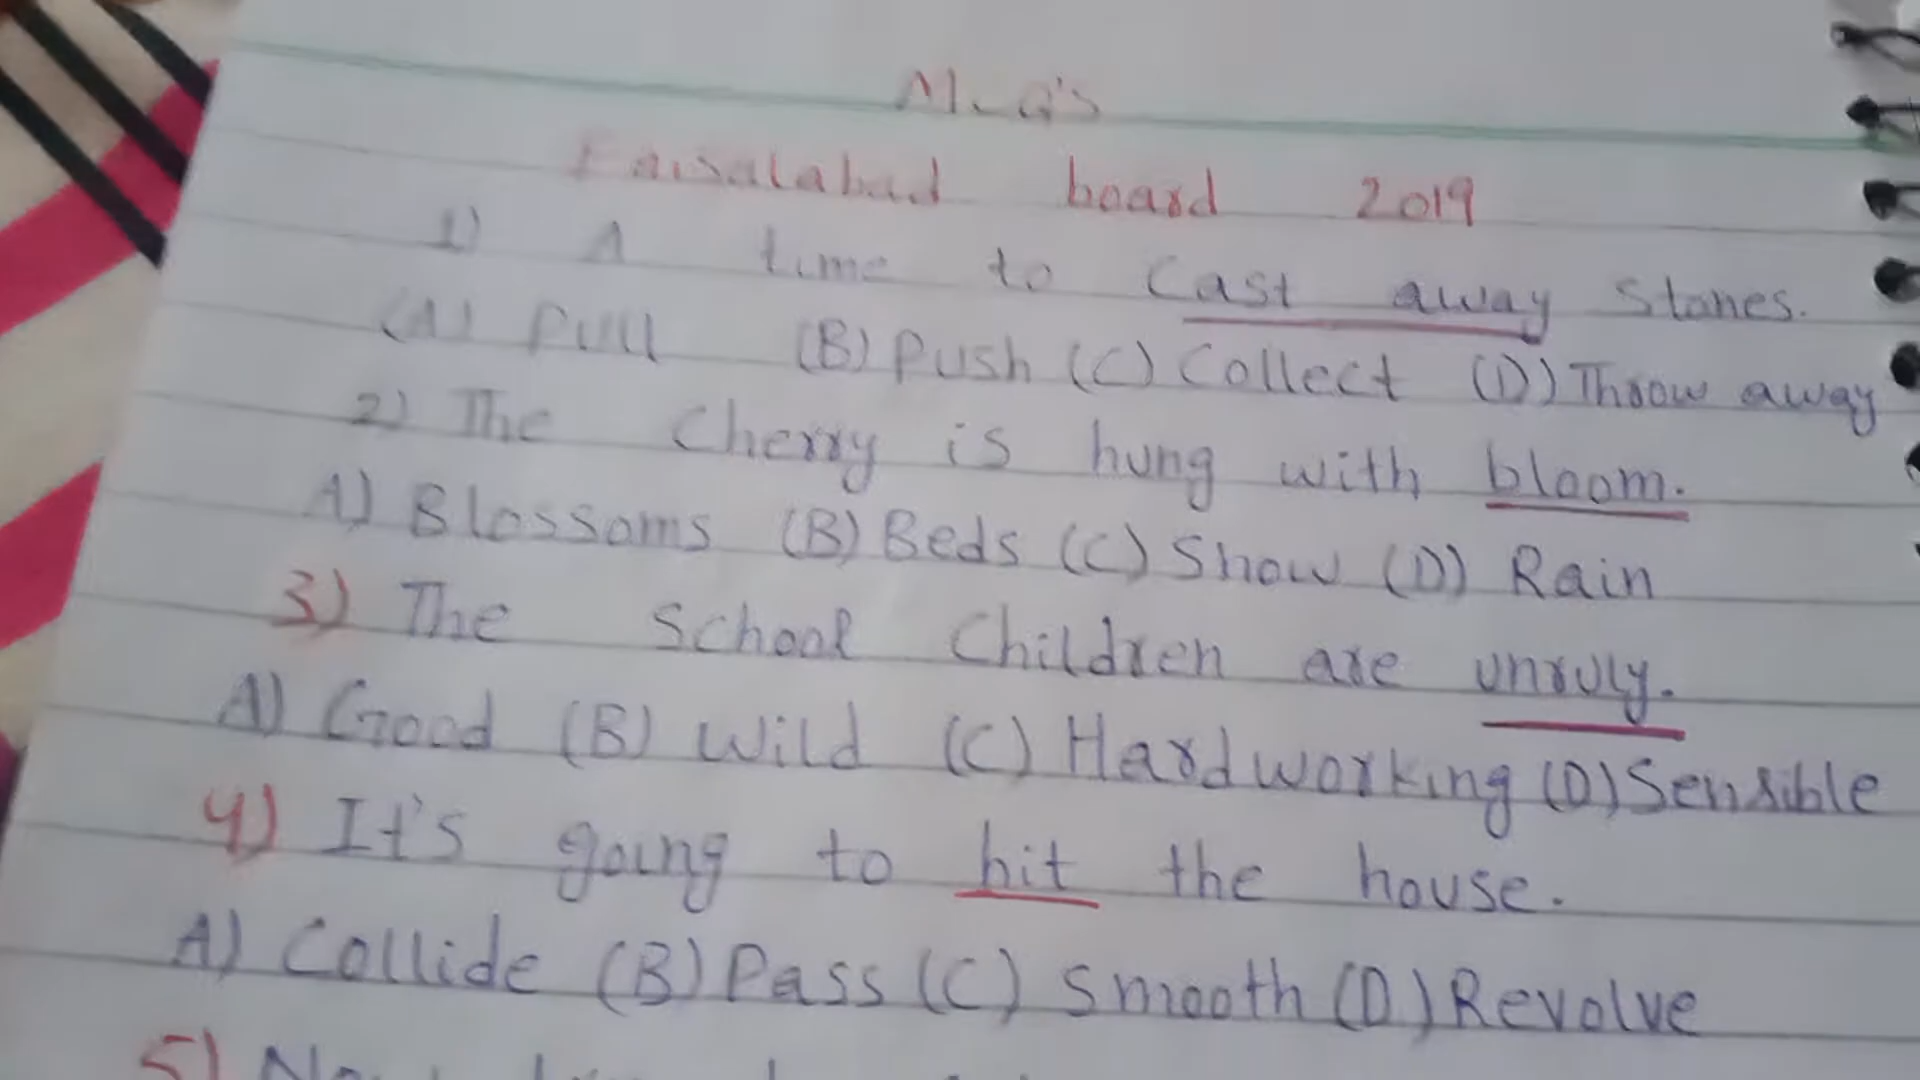 M.C.Q's
Faisalabad board 2019
1) A time to Cast away Stones.
(A) Pull (B) Push (C) Collect (D) Throw away
2) The Cherry is hung with bloom.
A) Blossoms (B) Beds (C) Show (D) Rain
3) The School Children are unruly.
A) Good (B) Wild (C) Hardworking (D) Sensible
4) It's going to hit the house.
A) Collide (B) Pass (C) Smooth (D) Revolve
5)